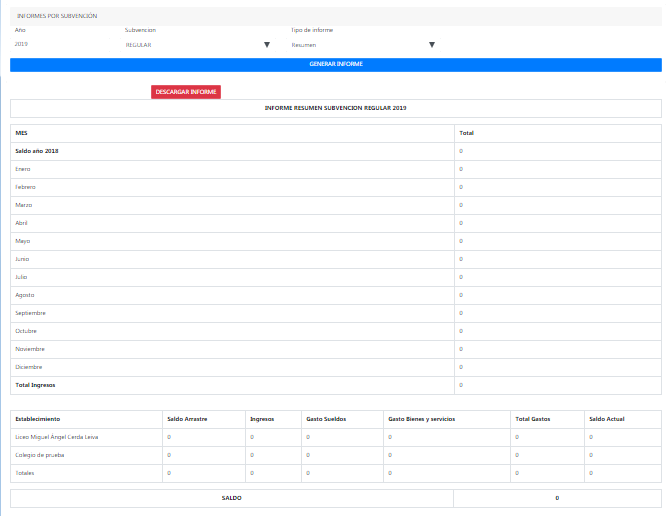 INFORMES POR SUBVENCIÓN
Año Subvencion Tipo de informe
2019 REGULAR Resumen
GENERAR INFORME
DESCARGAR INFORME
INFORME RESUMEN SUBVENCION REGULAR 2019
MES Total
Saldo año 2018 0
Enero 0
Febrero 0
Marzo 0
Abril 0
Mayo 0
Junio 0
Julio 0
Agosto 0
Septiembre 0
Octubre 0
Noviembre 0
Diciembre 0
Total Ingresos 0
Establecimiento Saldo Arrastre Ingresos Gasto Sueldos Gasto Bienes y servicios Total Gastos Saldo Actual
Liceo Miguel Ángel Cerda Leiva 0 0 0 0 0 0
Colegio de prueba 0 0 0 0 0 0
Totales 0 0 0 0 0 0
SALDO 0